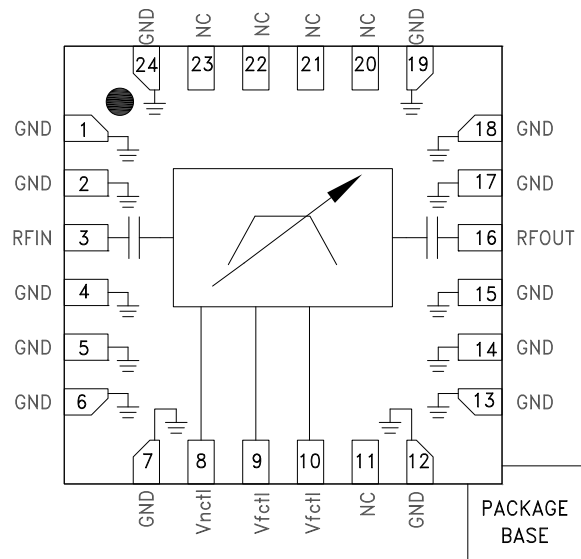 GND NC NC NC NC GND
24 23 22 21 20 19
GND 1 18 GND
GND 2 17 GND
RFIN 3 16 RFOUT
GND 4 15 GND
GND 5 14 GND
GND 6 13 GND
7 8 9 10 11 12
GND Vnctl Vfctl Vfctl NC GND
PACKAGE
BASE